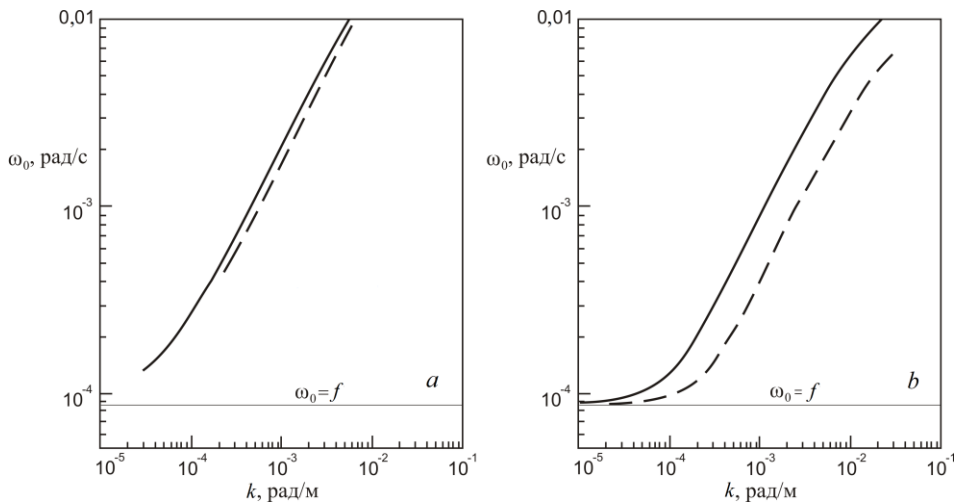 0,01
ω₀, рад/с
10⁻³
10⁻⁴
ω₀ = f
a
10⁻⁵ 10⁻⁴ 10⁻³ 10⁻² 10⁻¹
k, рад/м
0,01
ω₀, рад/с
10⁻³
10⁻⁴
ω₀ = f
b
10⁻⁵ 10⁻⁴ 10⁻³ 10⁻² 10⁻¹
k, рад/м